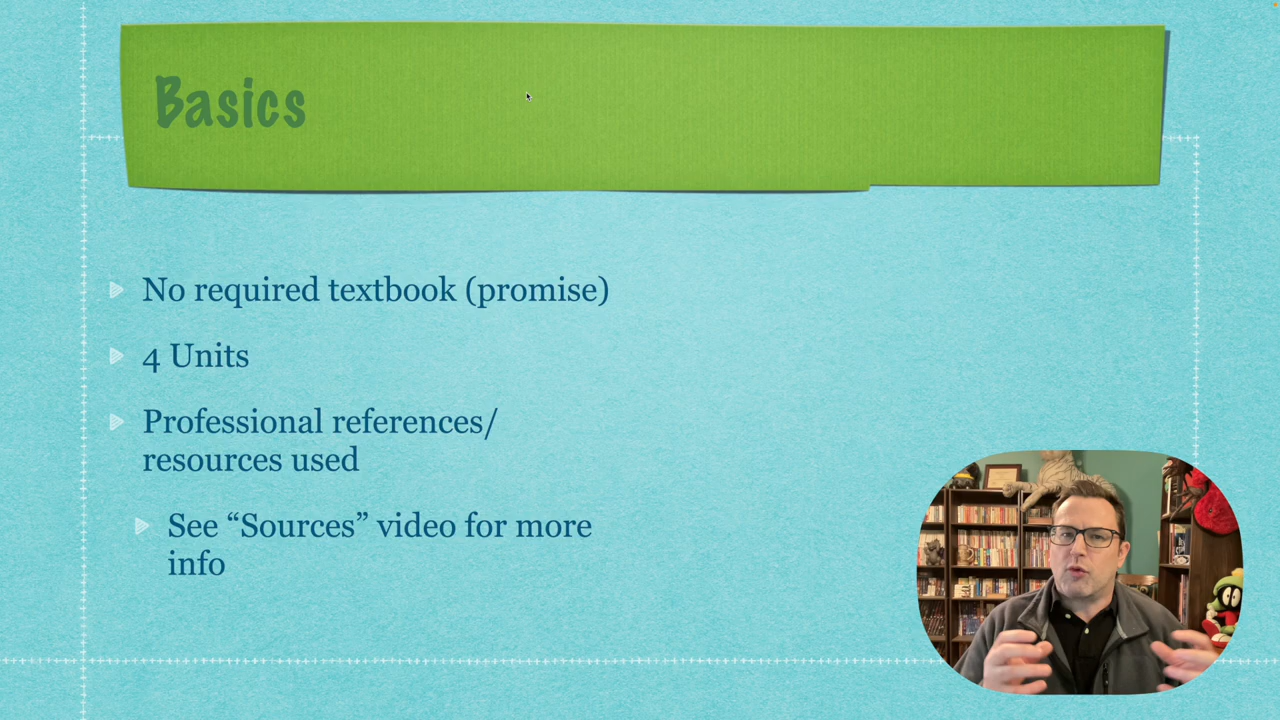 Basics
No required textbook (promise)
4 Units
Professional references/
resources used
See “Sources” video for more
info